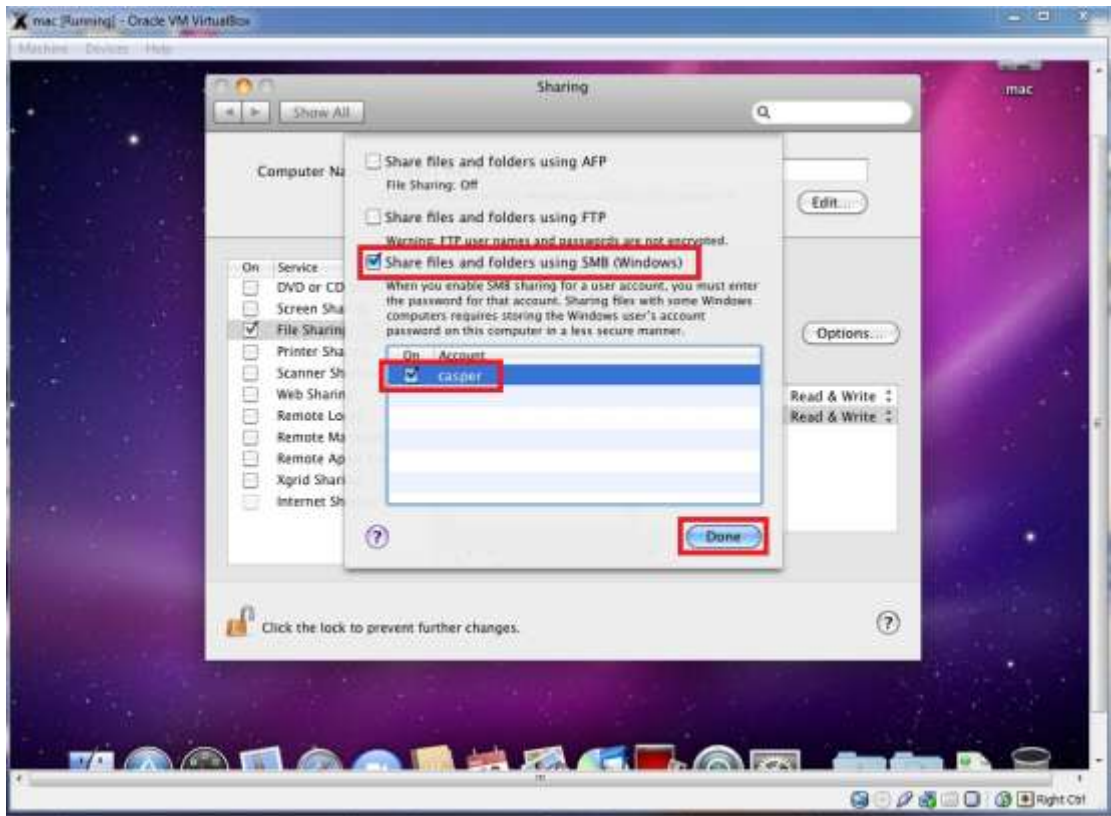 mac [Running] - Oracle VM VirtualBox
Machine Devices Help
mac
Sharing
Show All
Computer Na
Edit...
Share files and folders using AFP
File Sharing: Off
Share files and folders using FTP
Warning: FTP user names and passwords are not encrypted.
Share files and folders using SMB (Windows)
When you enable SMB sharing for a user account, you must enter
the password for that account. Sharing files with some Windows
computers requires storing the Windows user's account
password on this computer in a less secure manner.
On Account
casper
On Service
DVD or CD
Screen Sha
File Sharing
Printer Sha
Scanner Sh
Web Sharin
Remote Lo
Remote Ma
Remote Ap
Xgrid Shari
Internet Sh
Options...
Read & Write
Read & Write
?
Done
Click the lock to prevent further changes.
?
Right Ctrl